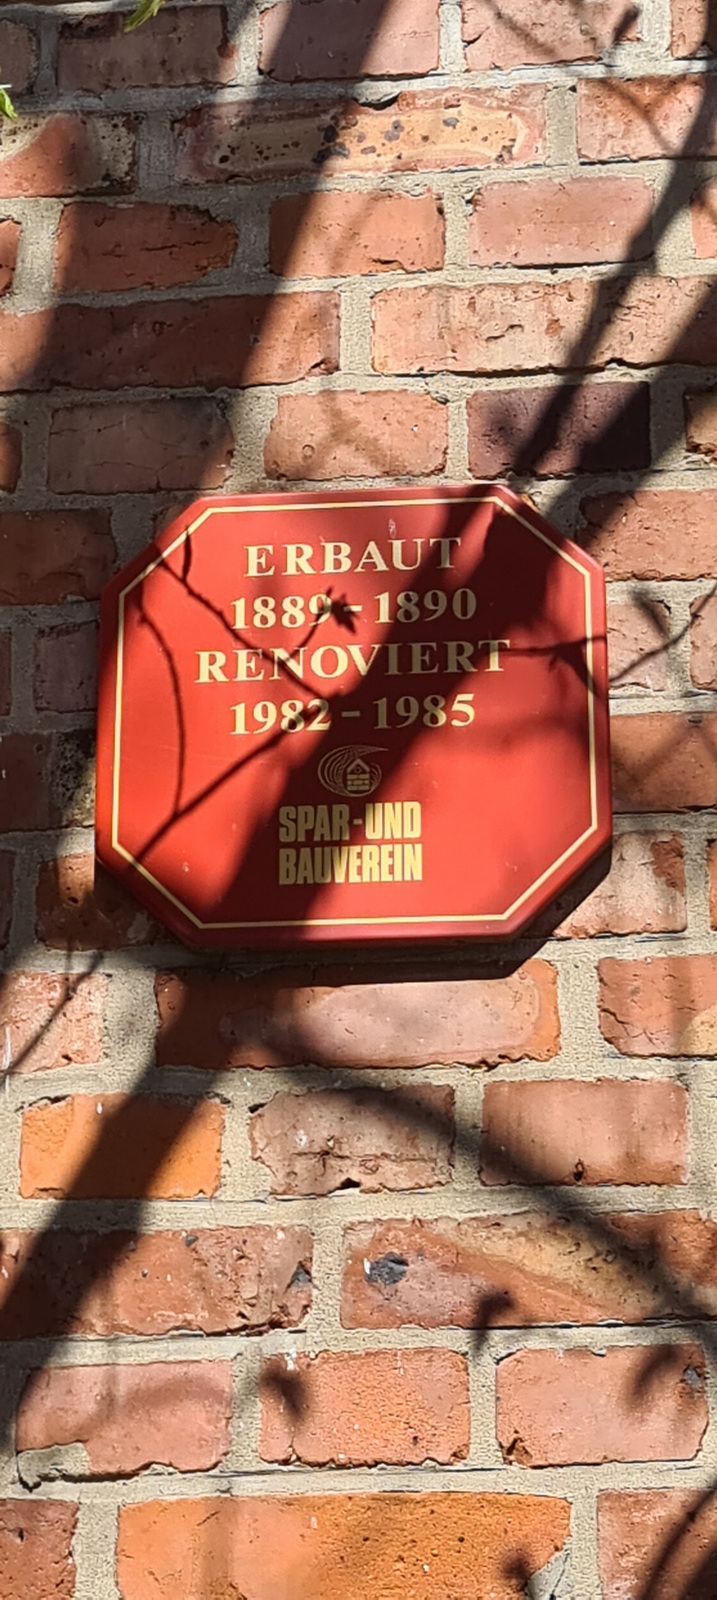 ERBAUT
1889-1890
RENOVIERT
1982-1985
SPAR-UND
BAUVEREIN